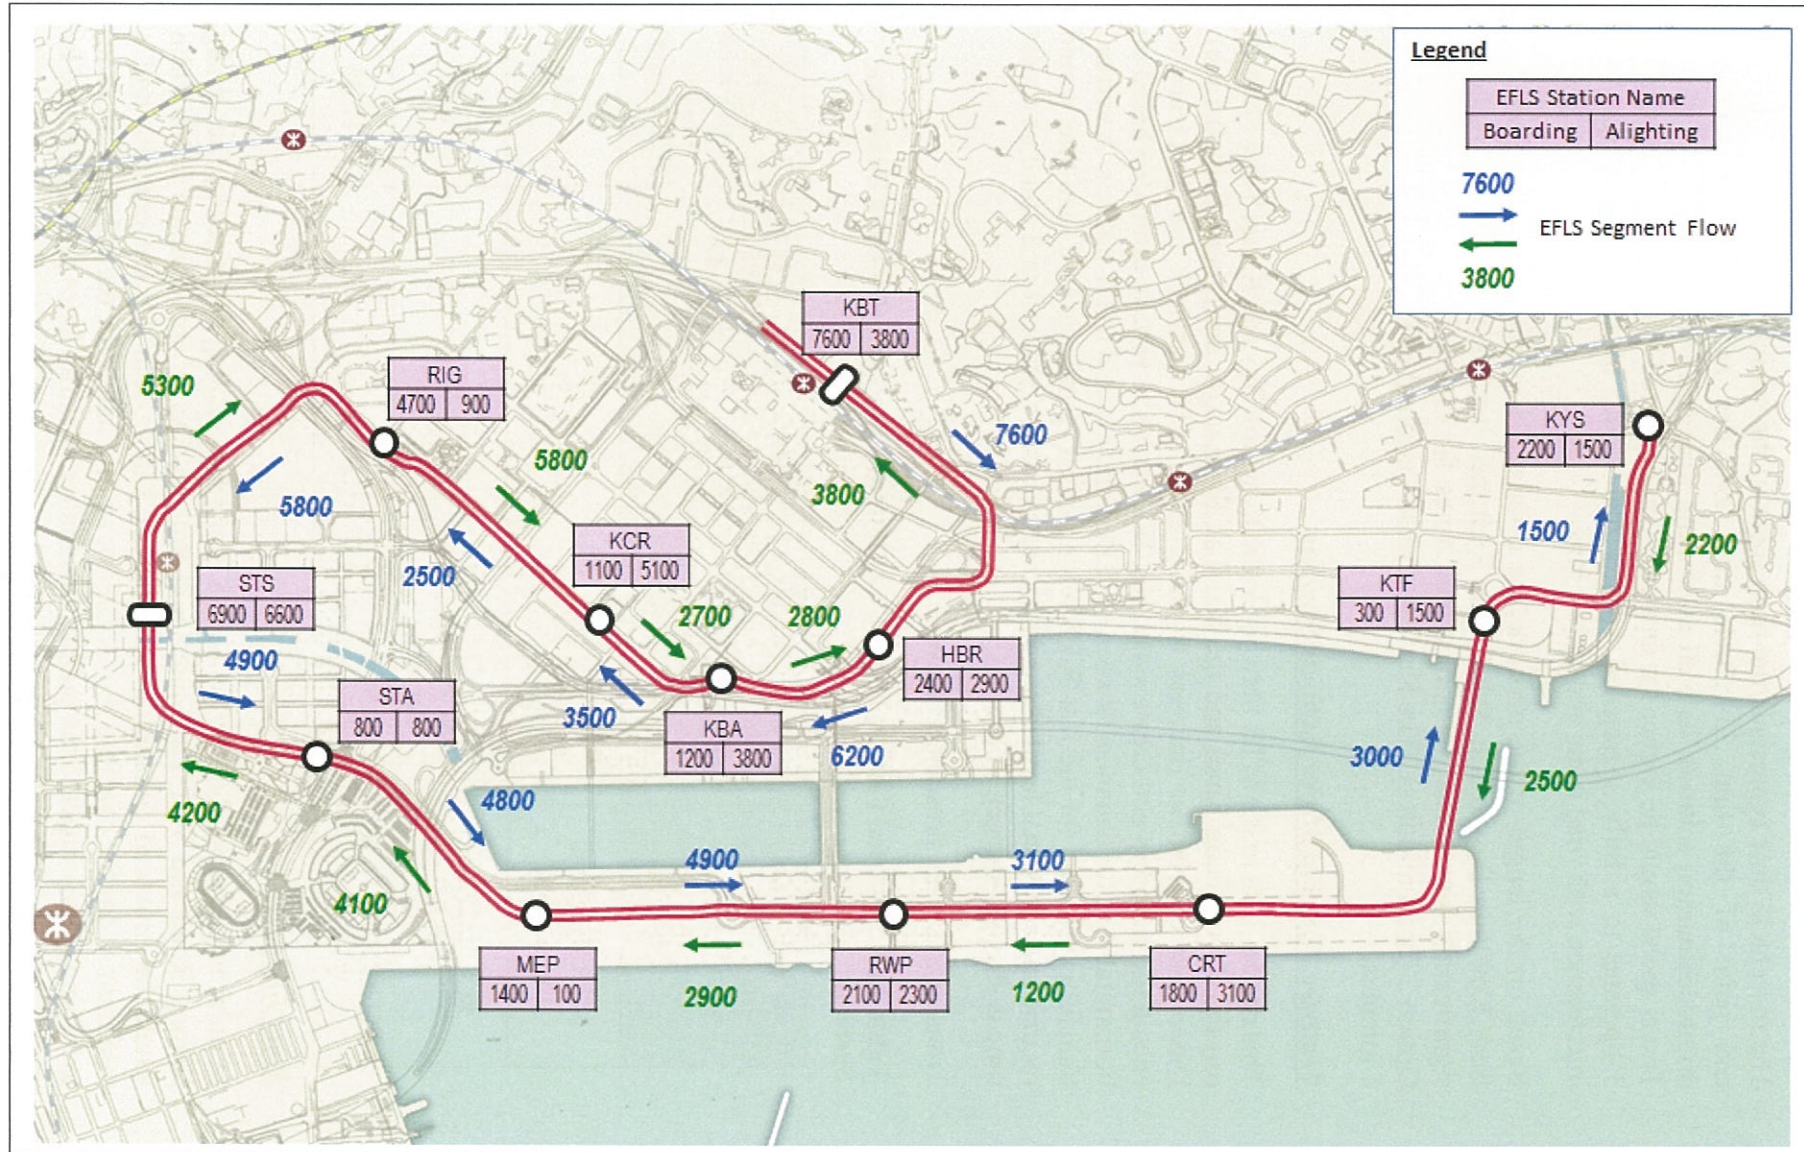 Legend
EFLS Station Name
Boarding Alighting
7600
EFLS Segment Flow
3800
KBT
7600 3800
RIG
4700 900
5300
5800
7600
3800
5800
KYS
2200 1500
1500
2200
KCR
1100 5100
2500
STS
6900 6600
KTF
300 1500
2700
2800
HBR
2400 2900
4900
STA
800 800
3500
KBA
1200 3800
6200
3000
2500
4200
4800
4900
3100
4100
MEP
1400 100
2900
RWP
2100 2300
1200
CRT
1800 3100